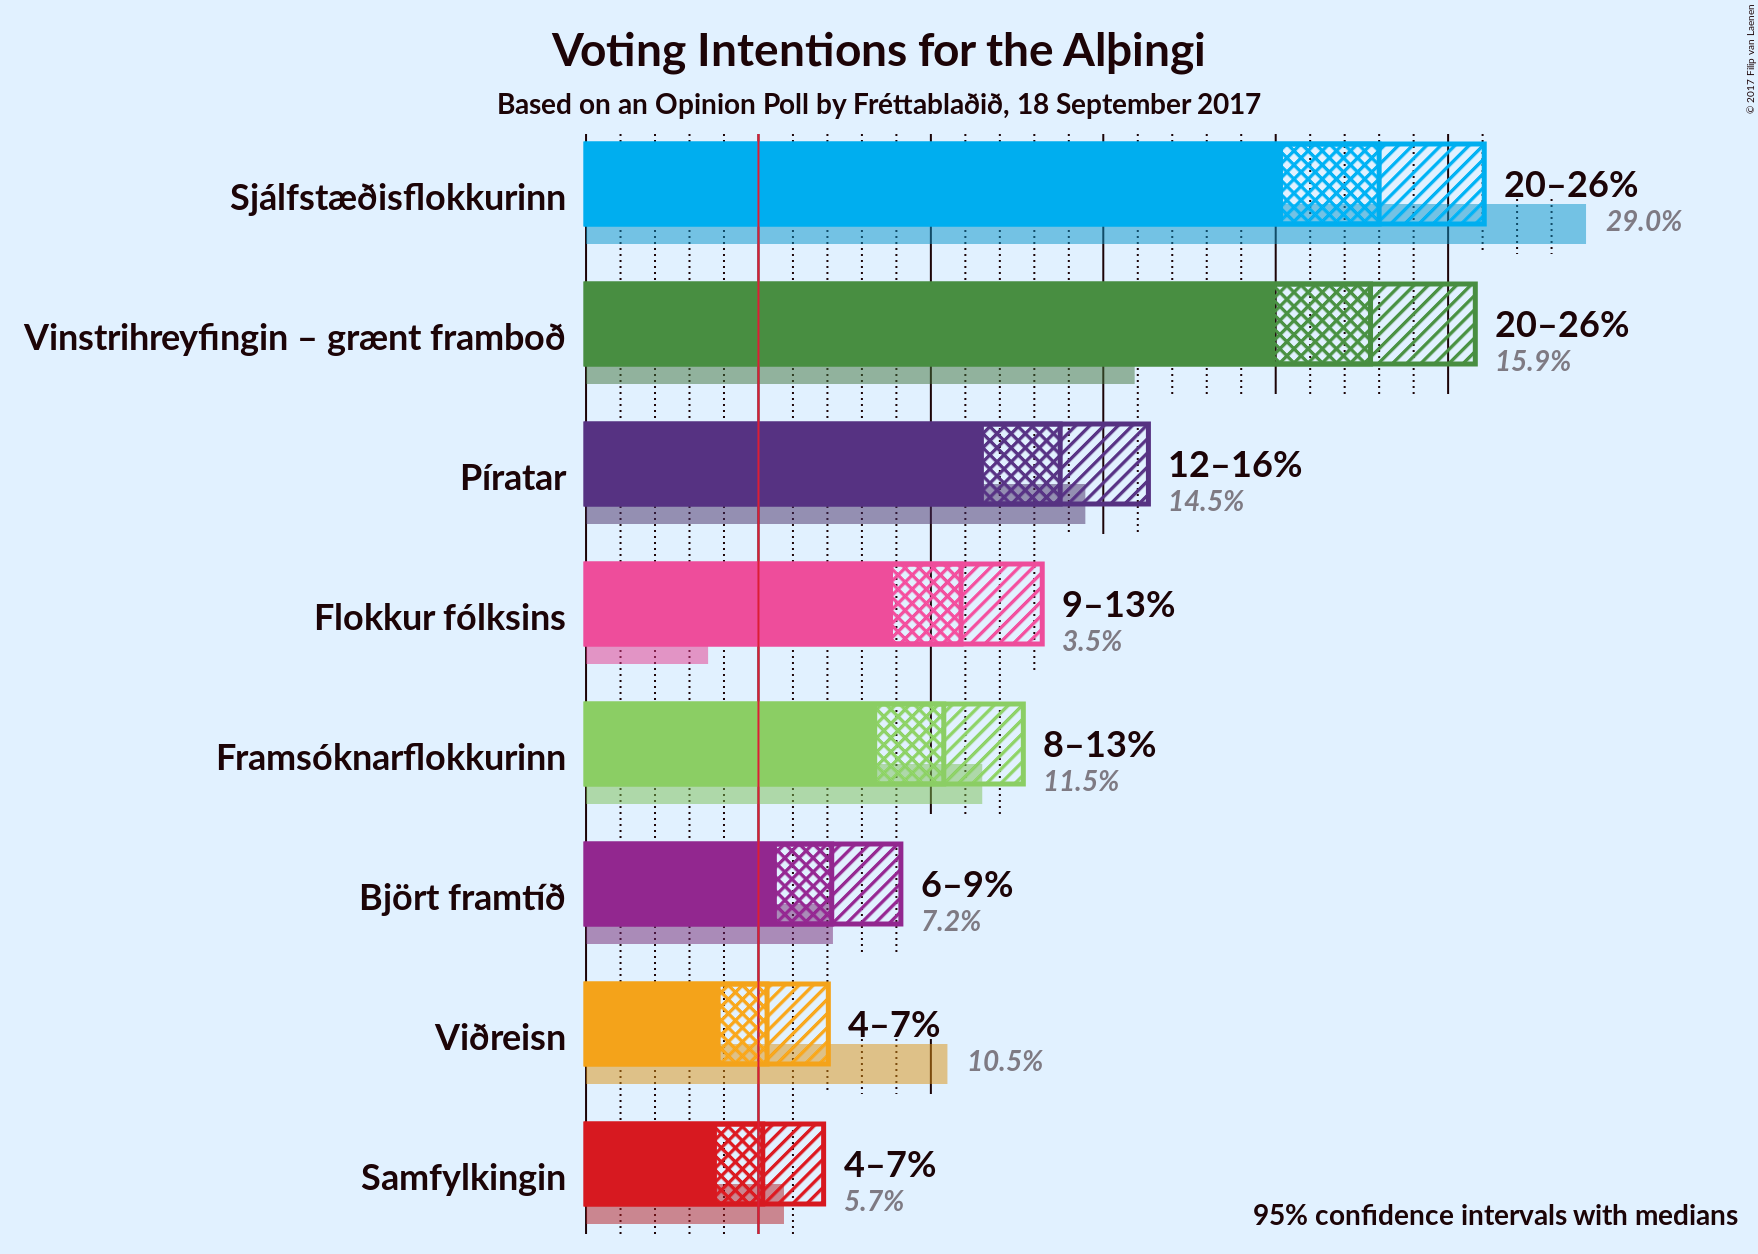 Voting Intentions for the Alþingi
Based on an Opinion Poll by Fréttablaðið, 18 September 2017
© 2017 Filip van Laenen
Sjálfstæðisflokkurinn
20–26%
29.0%
Vinstrihreyfingin – grænt framboð
20–26%
15.9%
Píratar
12–16%
14.5%
Flokkur fólksins
9–13%
3.5%
Framsóknarflokkurinn
8–13%
11.5%
Björt framtíð
6–9%
7.2%
Viðreisn
4–7%
10.5%
Samfylkingin
4–7%
5.7%
95% confidence intervals with medians